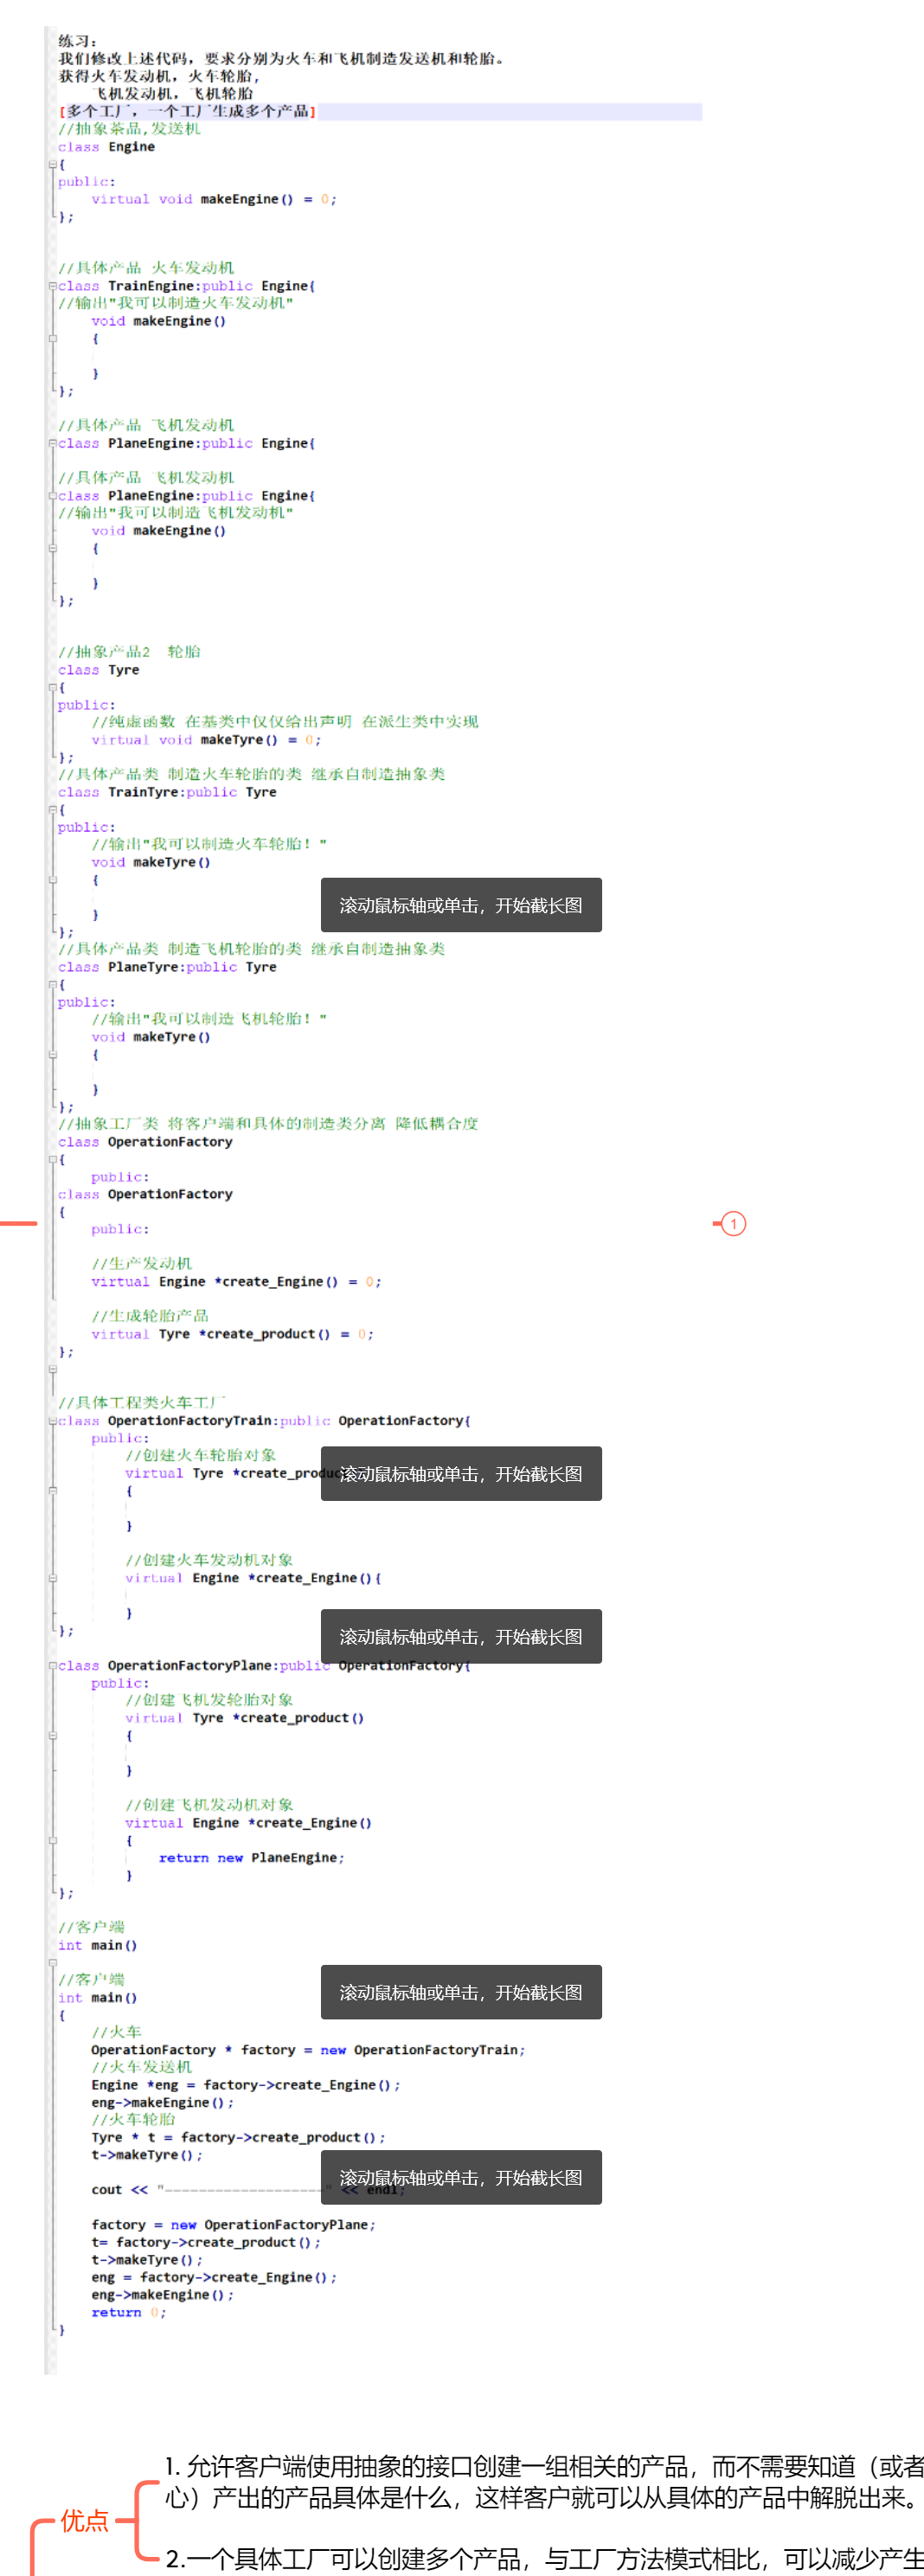 练习:
我们修改上述代码，要求分别为火车和飞机制造发送机和轮胎。
获得火车发动机，火车轮胎，
飞机发动机，飞机轮胎
[多个工厂，一个工厂生成多个产品]
//抽象茶品,发送机
class Engine
{
public:
virtual void makeEngine() = 0;
};
//具体产品 火车发动机
class TrainEngine:public Engine{
//输出"我可以制造火车发动机"
void makeEngine()
{
}
};
//具体产品 飞机发动机
class PlaneEngine:public Engine{
//具体产品 飞机发动机
class PlaneEngine:public Engine{
//输出"我可以制造飞机发动机"
void makeEngine()
{
}
};
//抽象产品2 轮胎
class Tyre
{
public:
//纯虚函数 在基类中仅仅给出声明 在派生类中实现
virtual void makeTyre() = 0;
};
//具体产品类 制造火车轮胎的类 继承自制造抽象类
class TrainTyre:public Tyre
{
public:
//输出"我可以制造火车轮胎! "
void makeTyre()
{
滚动鼠标轴或单击，开始截长图
}
};
//具体产品类 制造飞机轮胎的类 继承自制造抽象类
class PlaneTyre:public Tyre
{
public:
//输出"我可以制造飞机轮胎! "
void makeTyre()
{
}
};
//抽象工厂类 将客户端和具体的制造类分离 降低耦合度
class OperationFactory
{
public:
class OperationFactory
{
1
public:
//生产发动机
virtual Engine *create_Engine() = 0;
//生成轮胎产品
virtual Tyre *create_product() = 0;
};
//具体工程类火车工厂
class OperationFactoryTrain:public OperationFactory{
public:
//创建火车轮胎对象
virtual Tyre *create_produc
滚动鼠标轴或单击，开始截长图
{
}
//创建火车发动机对象
virtual Engine *create_Engine(){
}
};
滚动鼠标轴或单击，开始截长图
class OperationFactoryPlane:public OperationFactory{
public:
//创建飞机发轮胎对象
virtual Tyre *create_product()
{
}
//创建飞机发动机对象
virtual Engine *create_Engine()
{
return new PlaneEngine;
}
};
//客户端
int main()
//客户端
int main()
滚动鼠标轴或单击，开始截长图
{
//火车
OperationFactory * factory = new OperationFactoryTrain;
//火车发送机
Engine *eng = factory->create_Engine();
eng->makeEngine();
//火车轮胎
Tyre * t = factory->create_product();
t->makeTyre();
滚动鼠标轴或单击，开始截长图
cout << "-------------------" << endl;
factory = new OperationFactoryPlane;
t= factory->create_product();
t->makeTyre();
eng = factory->create_Engine();
eng->makeEngine();
return 0;
}
优点
1. 允许客户端使用抽象的接口创建一组相关的产品，而不需要知道（或者
心）产出的产品具体是什么，这样客户就可以从具体的产品中解脱出来。
2.一个具体工厂可以创建多个产品，与工厂方法模式相比，可以减少产生